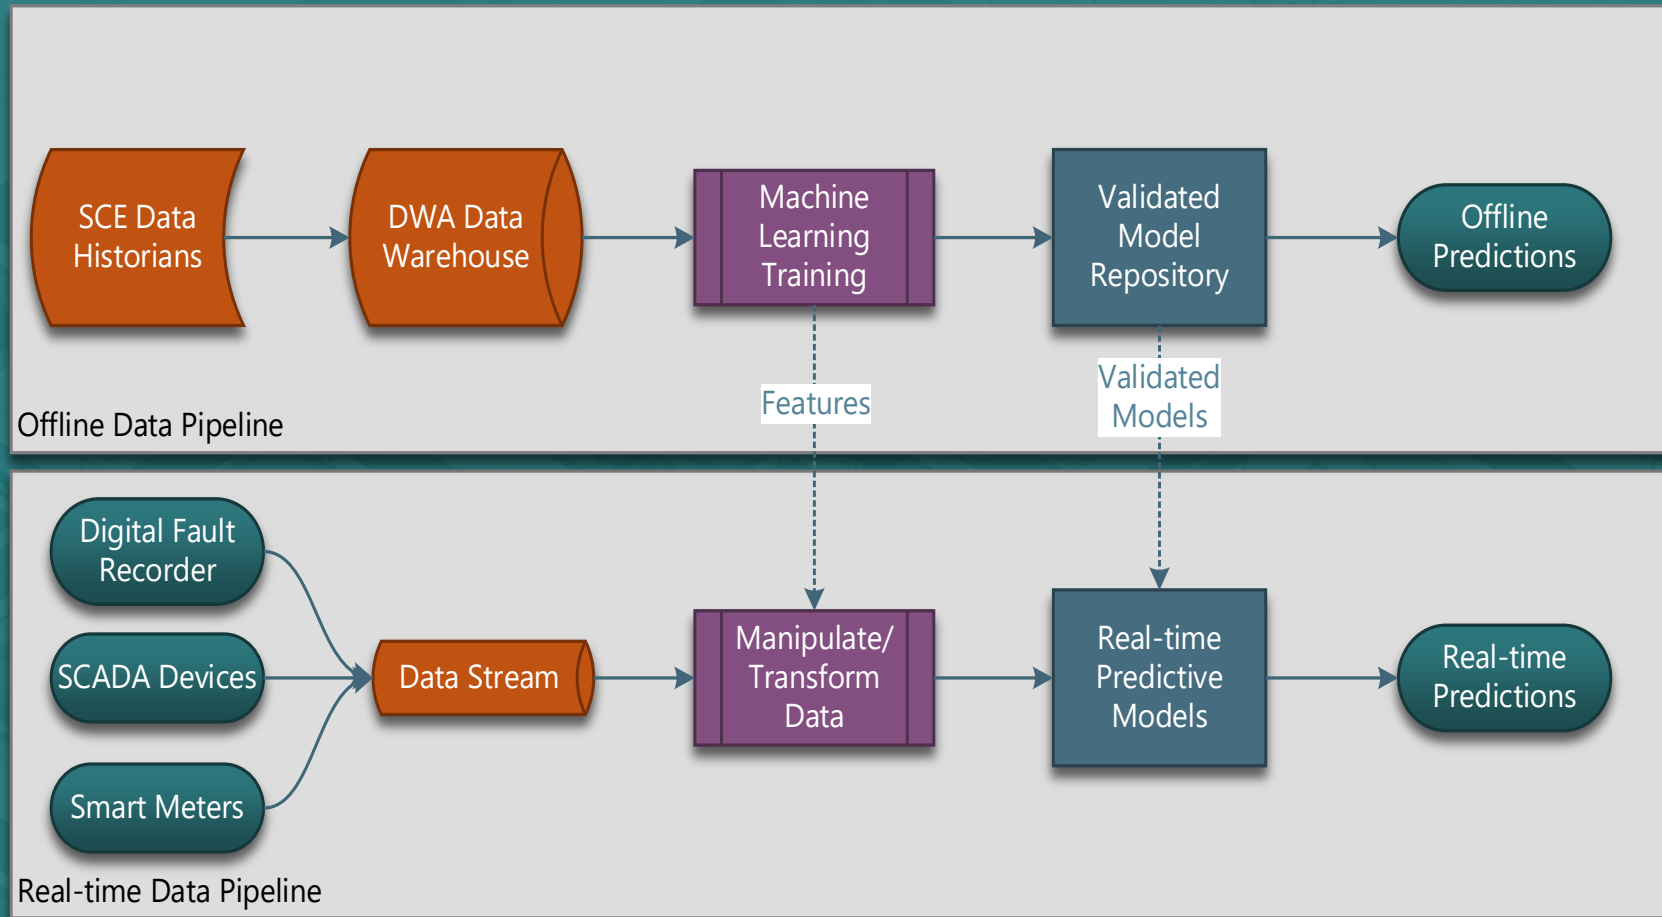 SCE Data
Historians
DWA Data
Warehouse
Machine
Learning
Training
Validated
Model
Repository
Offline
Predictions
Features
Validated
Models
Offline Data Pipeline
Digital Fault
Recorder
SCADA Devices
Smart Meters
Data Stream
Manipulate/
Transform
Data
Real-time
Predictive
Models
Real-time
Predictions
Real-time Data Pipeline